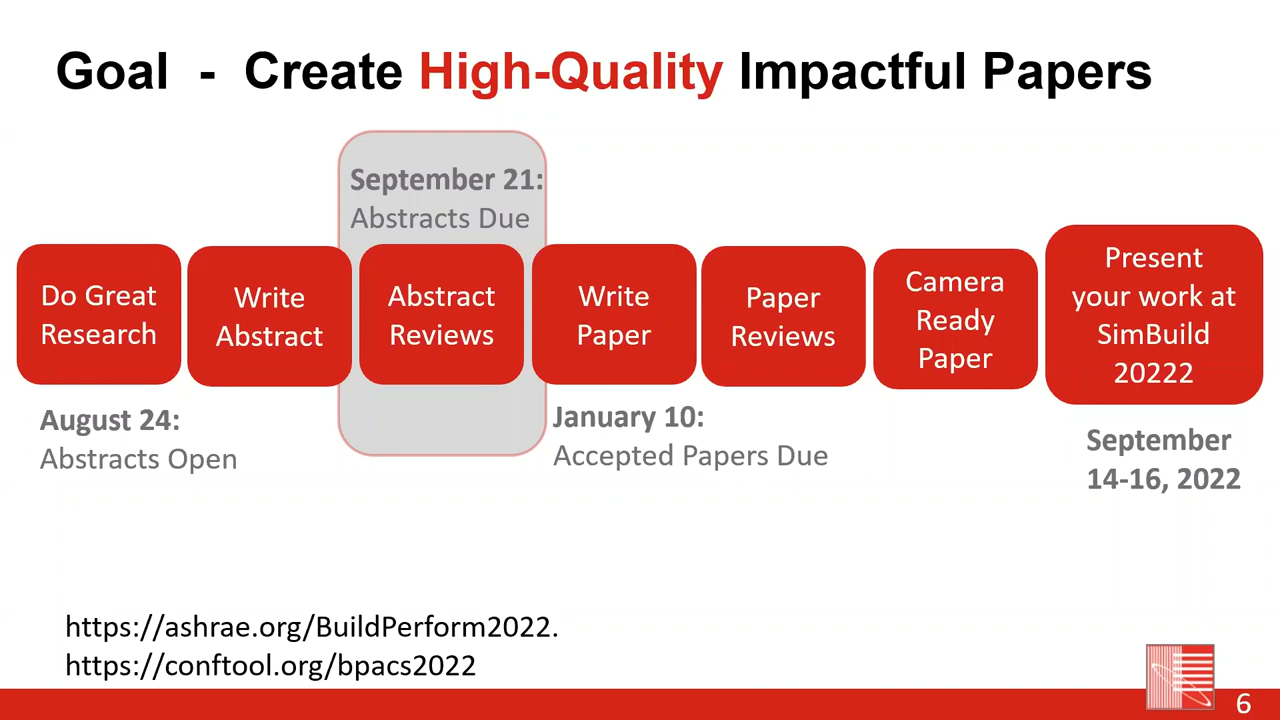 Goal - Create High-Quality Impactful Papers
September 21:
Abstracts Due
Do Great
Research
Write
Abstract
Abstract
Reviews
Write
Paper
Paper
Reviews
Camera
Ready
Paper
Present
your work at
SimBuild
20222
August 24:
Abstracts Open
January 10:
Accepted Papers Due
September
14-16, 2022
https://ashrae.org/BuildPerform2022.
https://conftool.org/bpacs2022
6